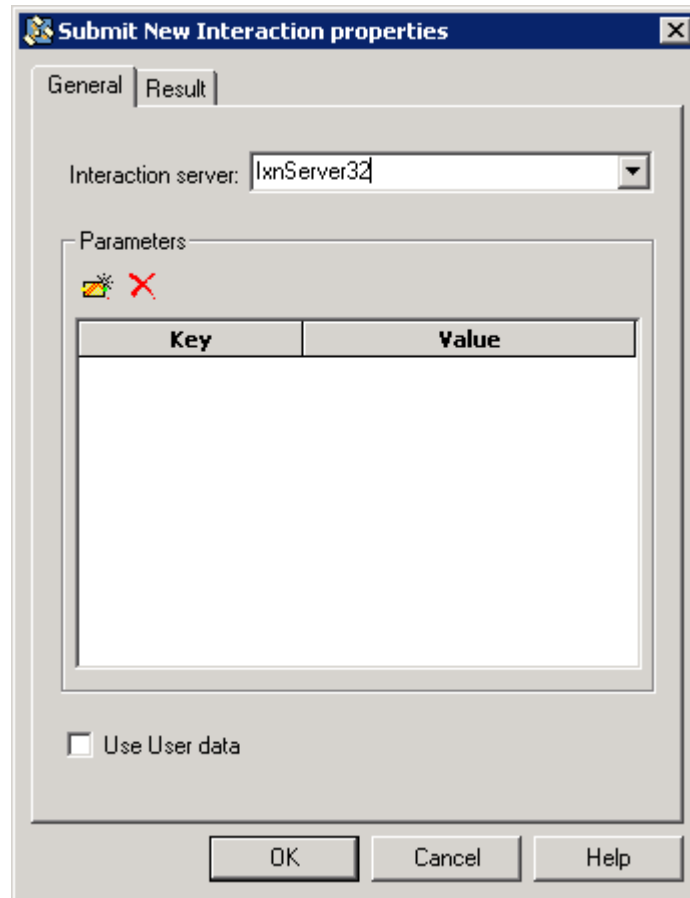 Submit New Interaction properties
General Result
Interaction server: IxnServer32
Parameters
Key Value
Use User data
OK Cancel Help